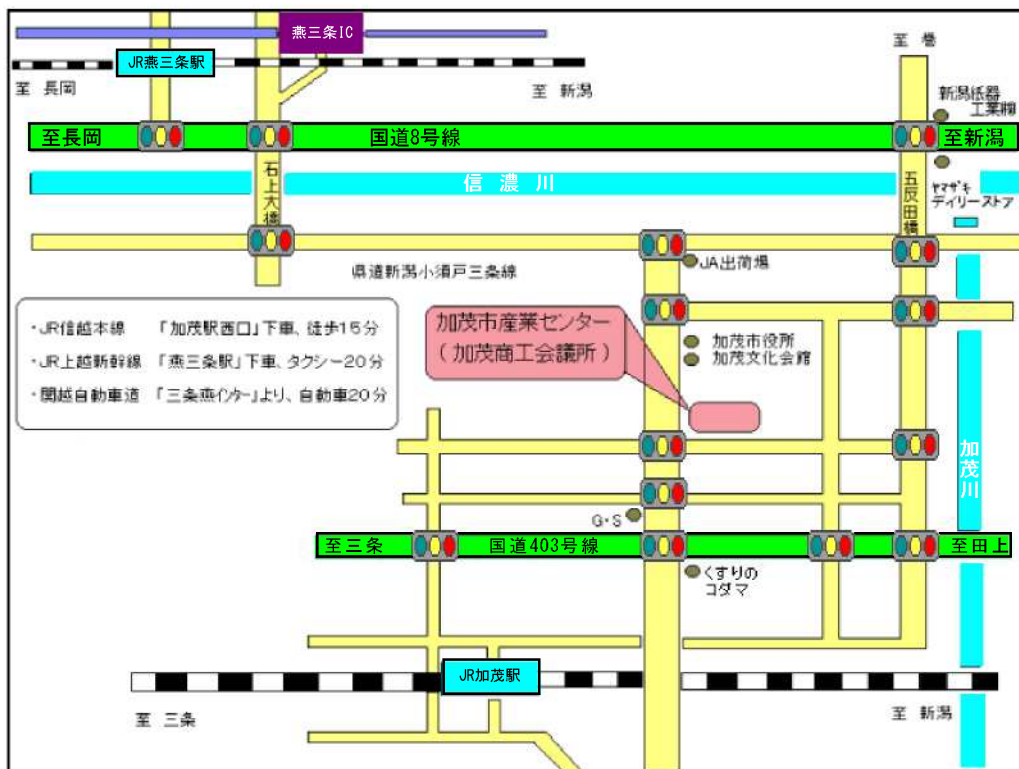 燕三条IC
至 巻
JR燕三条駅
至 長岡
至 新潟
新潟紙器
工業㈱
至長岡
国道8号線
至新潟
信濃川
石上大橋
五反田橋
ヤマザキ
デイリーストア
県道新潟小須戸三条線
JA出荷場
・JR信越本線 「加茂駅西口」下車、徒歩15分
・JR上越新幹線 「燕三条駅」下車、タクシー20分
・関越自動車道 「三条燕インター」より、自動車20分
加茂市産業センター
(加茂商工会議所)
加茂市役所
加茂文化会館
加茂川
G・S
至三条
国道403号線
至田上
くすりの
コダマ
JR加茂駅
至 三条
至 新潟